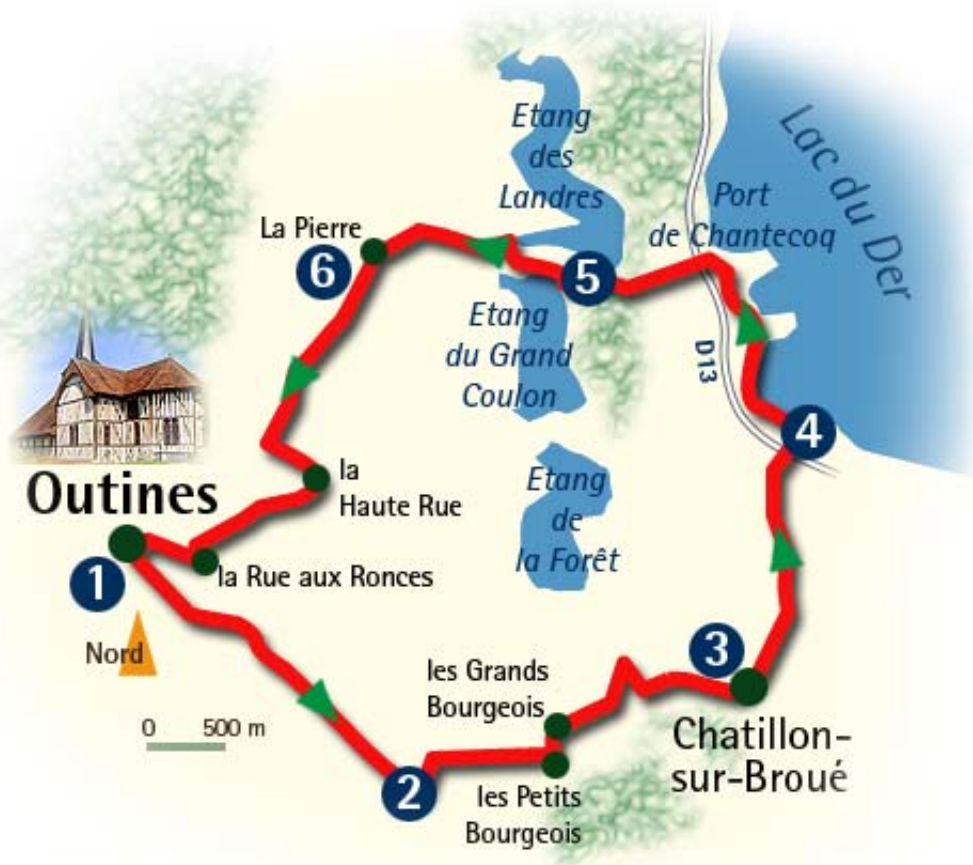 Etang
des
Landres
Lac du Der
Port
de Chantecoq
La Pierre
6
5
Etang
du Grand
Coulon
D13
4
Outines
la
Haute Rue
Etang
de
la Forêt
1
la Rue aux Ronces
Nord
3
les Grands
Bourgeois
0 500 m
Chatillon-
sur-Broué
2
les Petits
Bourgeois